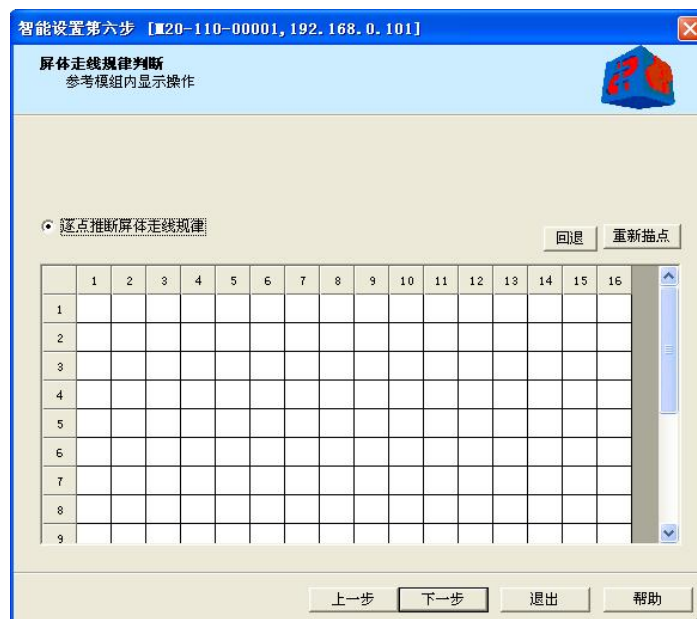 智能设置第六步 [M20-110-00001,192.168.0.101]
屏体走线规律判断
参考模组内显示操作
逐点推断屏体走线规律
回退 重新描点
1 2 3 4 5 6 7 8 9 10 11 12 13 14 15 16
1
2
3
4
5
6
7
8
9
上一步 下一步 退出 帮助